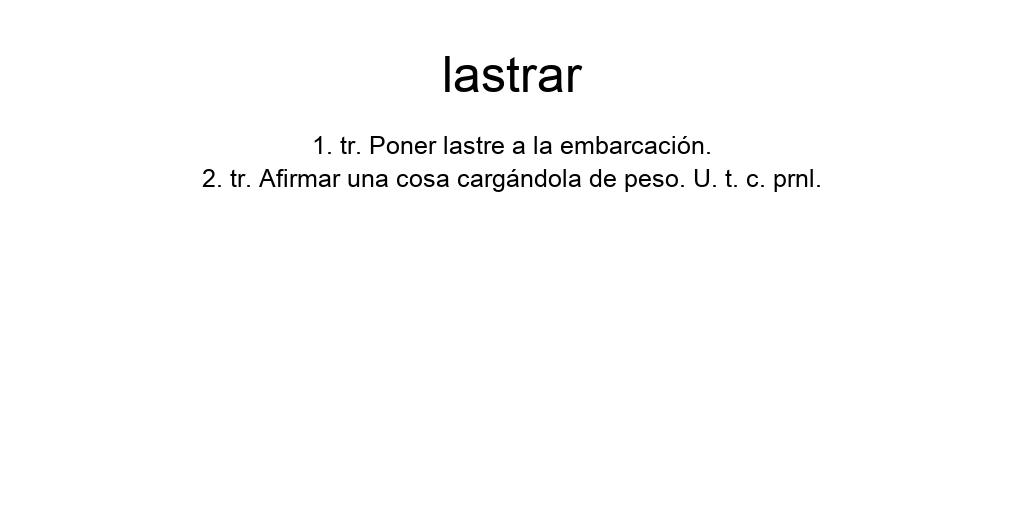 lastrar
1. tr. Poner lastre a la embarcación.
2. tr. Afirmar una cosa cargándola de peso. U. t. c. prnl.